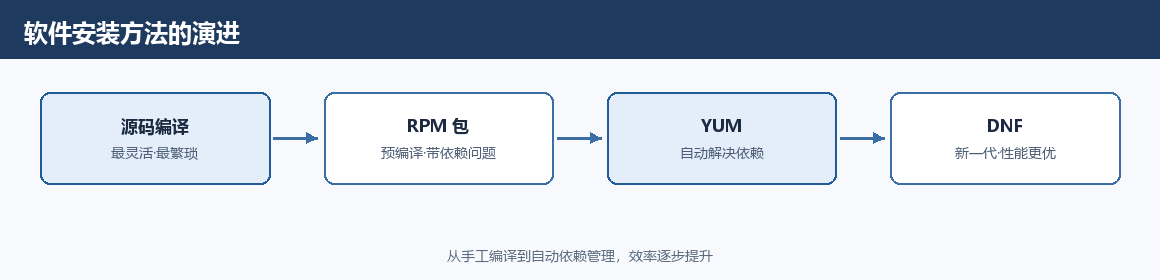 软件安装方法的演进
源码编译
最灵活·最繁琐
RPM 包
预编译·带依赖问题
YUM
自动解决依赖
DNF
新一代·性能更优
从手工编译到自动依赖管理，效率逐步提升